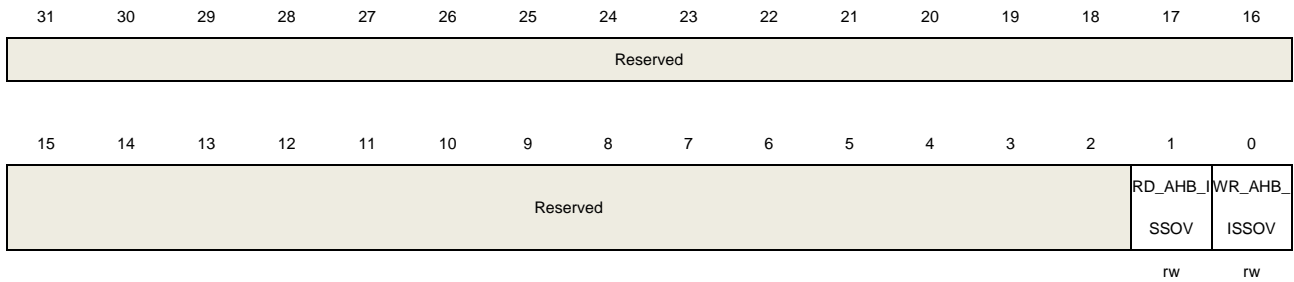 31 30 29 28 27 26 25 24 23 22 21 20 19 18 17 16
Reserved
15 14 13 12 11 10 9 8 7 6 5 4 3 2 1 0
Reserved
RD_AHB_I
SSOV
WR_AHB_
ISSOV
rw rw